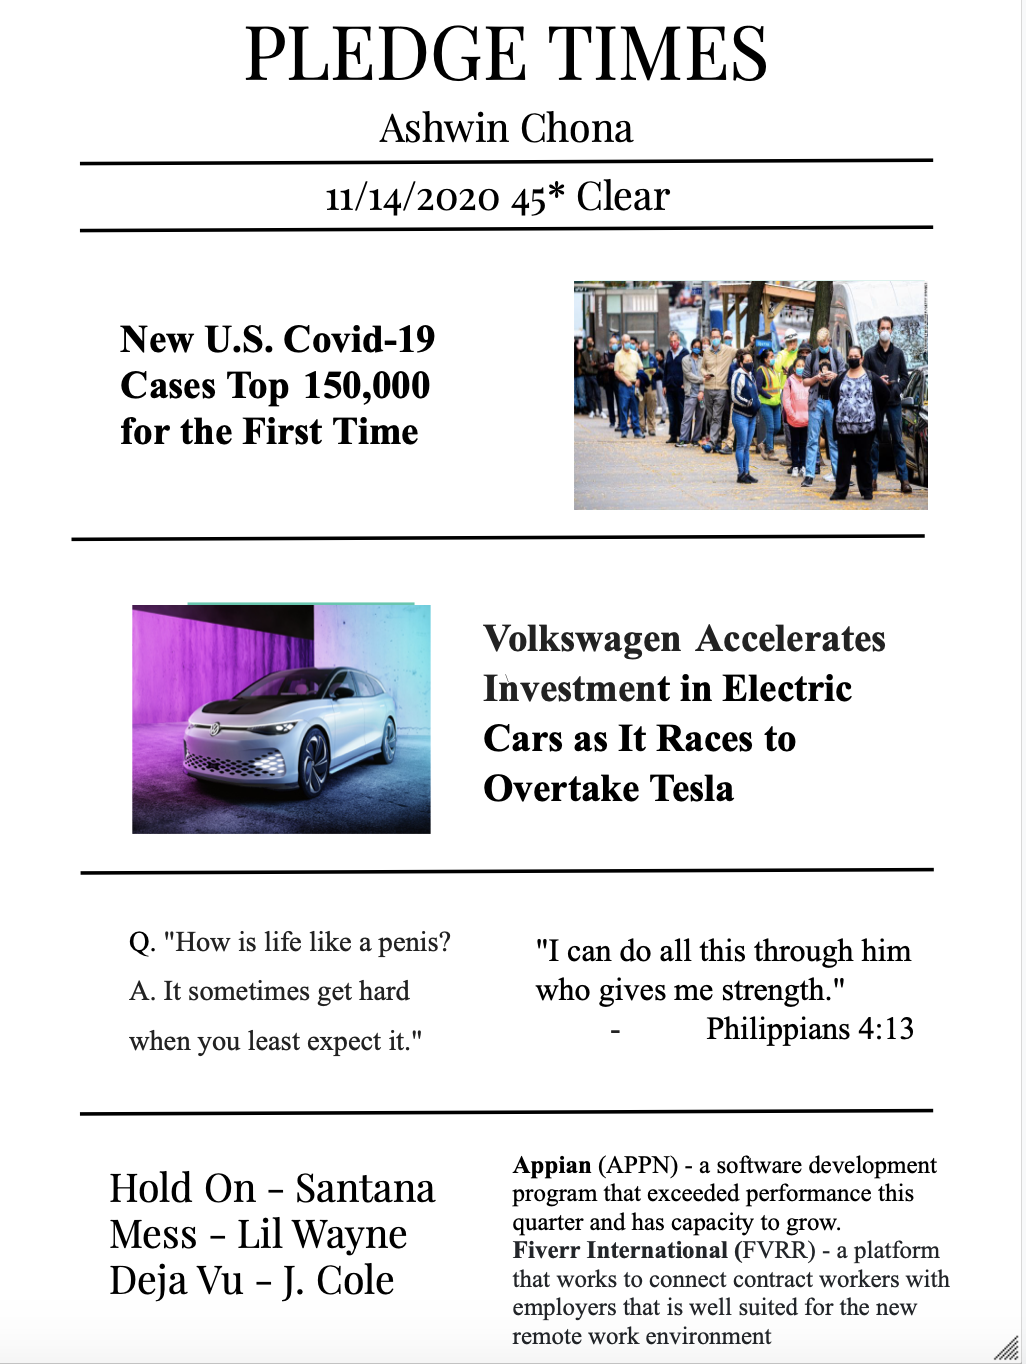 PLEDGE TIMES
Ashwin Chona
11/14/2020 45* Clear
New U.S. Covid-19
Cases Top 150,000
for the First Time
Volkswagen Accelerates
Investment in Electric
Cars as It Races to
Overtake Tesla
Q. "How is life like a penis?
A. It sometimes get hard
when you least expect it."
"I can do all this through him
who gives me strength."
- Philippians 4:13
Hold On - Santana
Mess - Lil Wayne
Deja Vu - J. Cole
Appian (APPN) - a software development
program that exceeded performance this
quarter and has capacity to grow.
Fiverr International (FVRR) - a platform
that works to connect contract workers with
employers that is well suited for the new
remote work environment